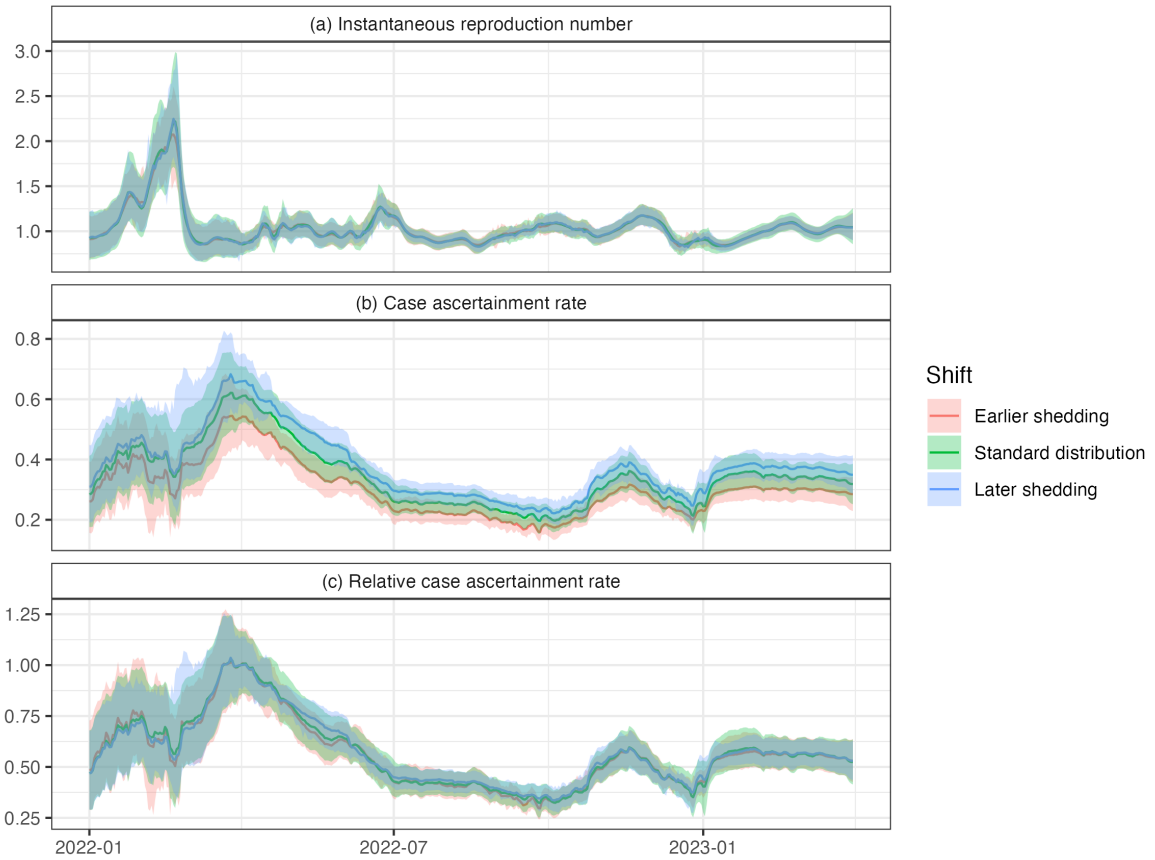 (a) Instantaneous reproduction number
3.0
2.5
2.0
1.5
1.0
(b) Case ascertainment rate
0.8
0.6
0.4
0.2
(c) Relative case ascertainment rate
1.25
1.00
0.75
0.50
0.25
2022-01
2022-07
2023-01
Shift
Earlier shedding
Standard distribution
Later shedding